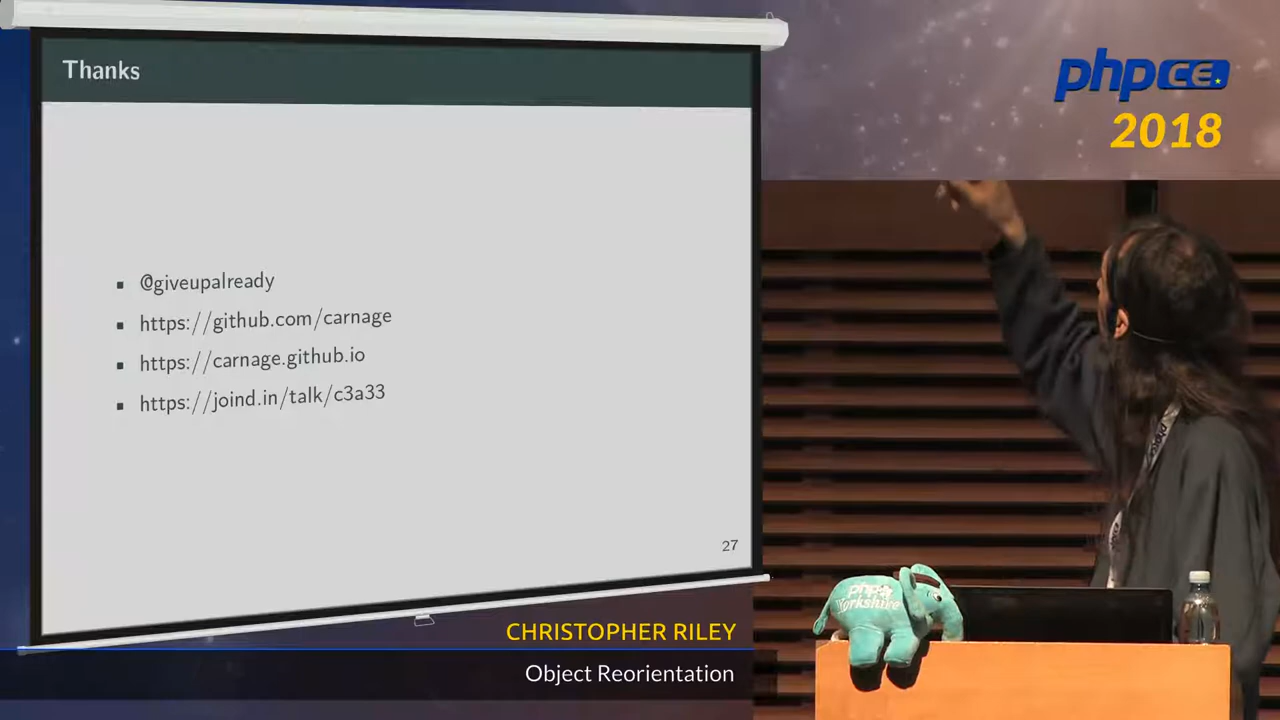 Thanks
@giveupalready
https://github.com/carnage
https://carnage.github.io
https://joind.in/talk/c3a33
27
CHRISTOPHER RILEY
Object Reorientation
phpce
2018
php
Yorkshire